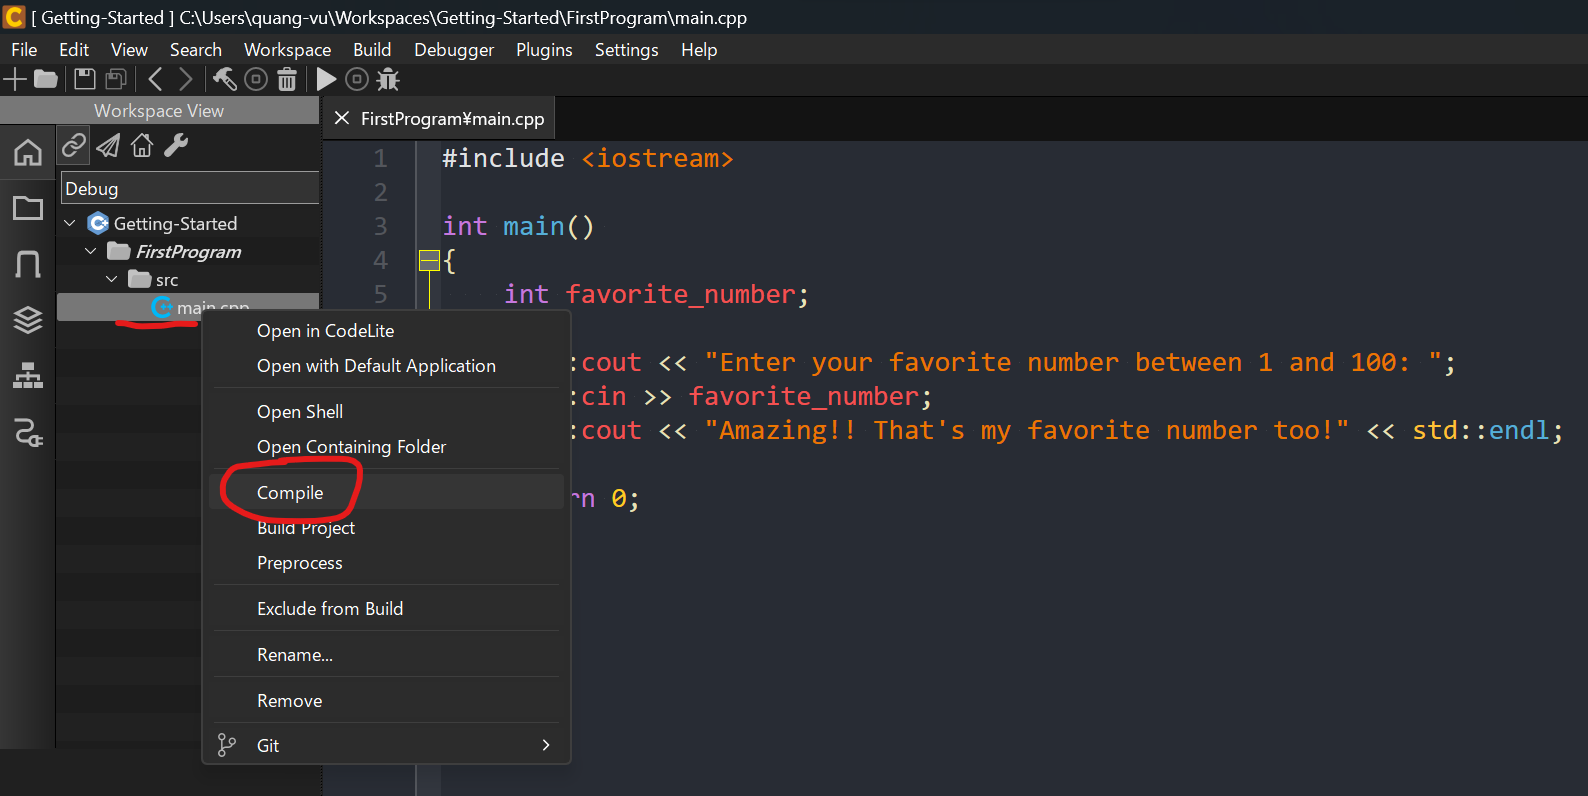 [ Getting-Started ] C:\Users\quang-vu\Workspaces\Getting-Started\FirstProgram\main.cpp
File Edit View Search Workspace Build Debugger Plugins Settings Help
Workspace View
FirstProgram¥main.cpp
Debug
Getting-Started
FirstProgram
src
main.cpp
1 #include <iostream>
2
3 int main()
4 {
5 int favorite_number;
:cout << "Enter your favorite number between 1 and 100: ";
:cin >> favorite_number;
:cout << "Amazing!! That's my favorite number too!" << std::endl;
rn 0;
Open in CodeLite
Open with Default Application
Open Shell
Open Containing Folder
Compile
Build Project
Preprocess
Exclude from Build
Rename...
Remove
Git